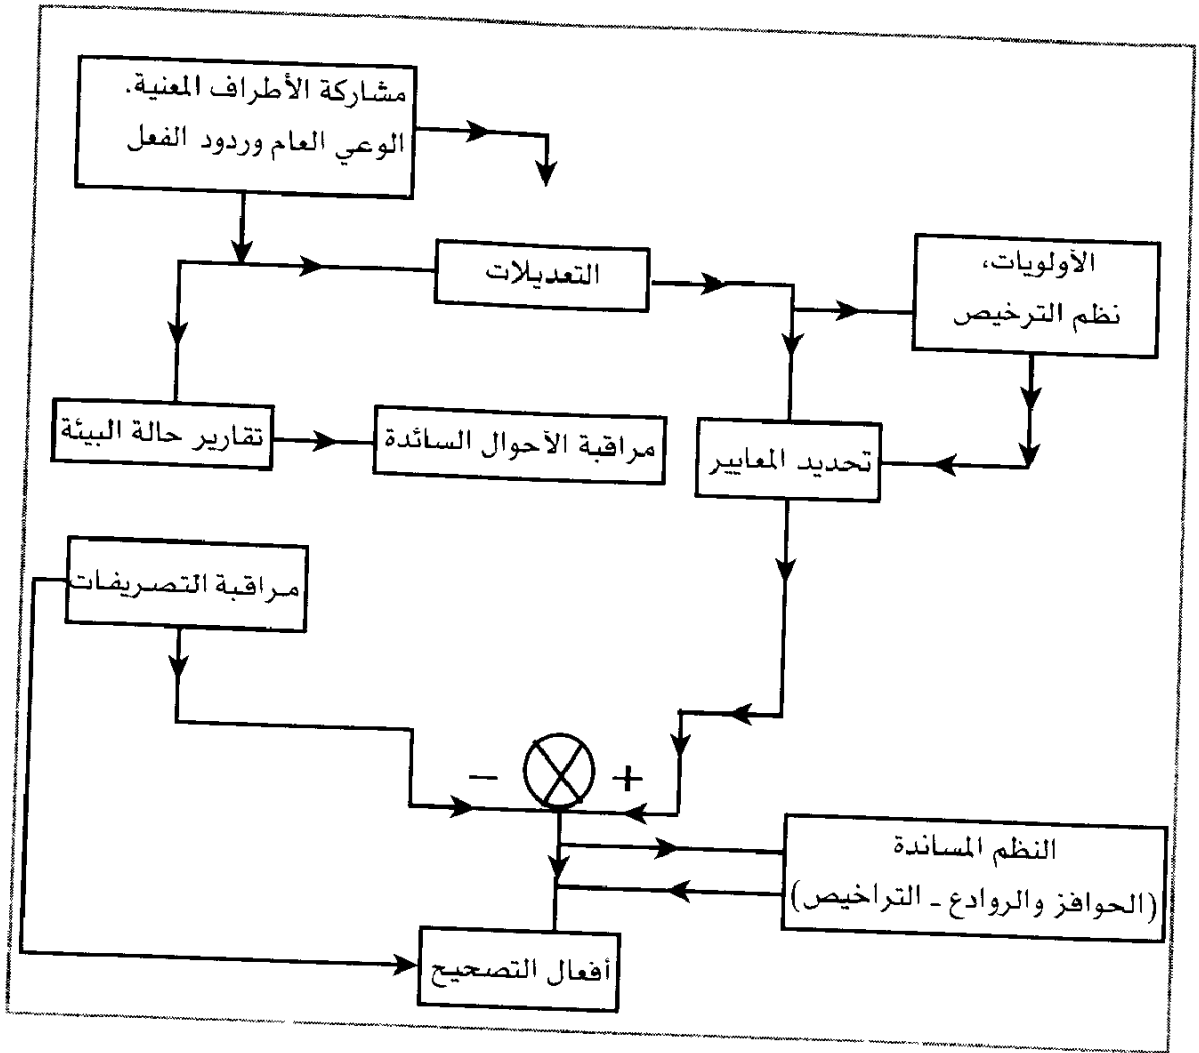 مشاركة الأطراف المعنية.
الوعي العام وردود الفعل
التعديلات
الأولويات،
نظم الترخيص
تقارير حالة البيئة
مراقبة الأحوال السائدة
تحديد المعايير
مراقبة التصريفات
−
+
النظم المساندة
(الحوافز والروادع ـ التراخيص)
أفعال التصحيح